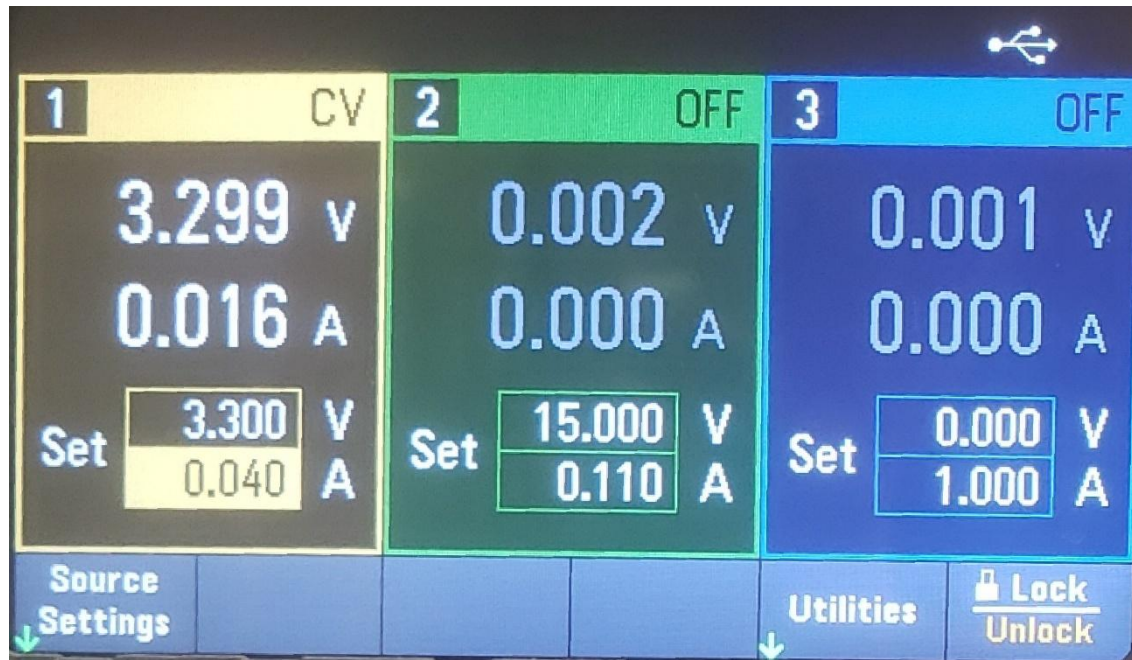 1 CV
3.299 V
0.016 A
Set 3.300 V
0.040 A
2 OFF
0.002 V
0.000 A
Set 15.000 V
0.110 A
3 OFF
0.001 V
0.000 A
Set 0.000 V
1.000 A
Source
Settings
Utilities
Lock
Unlock